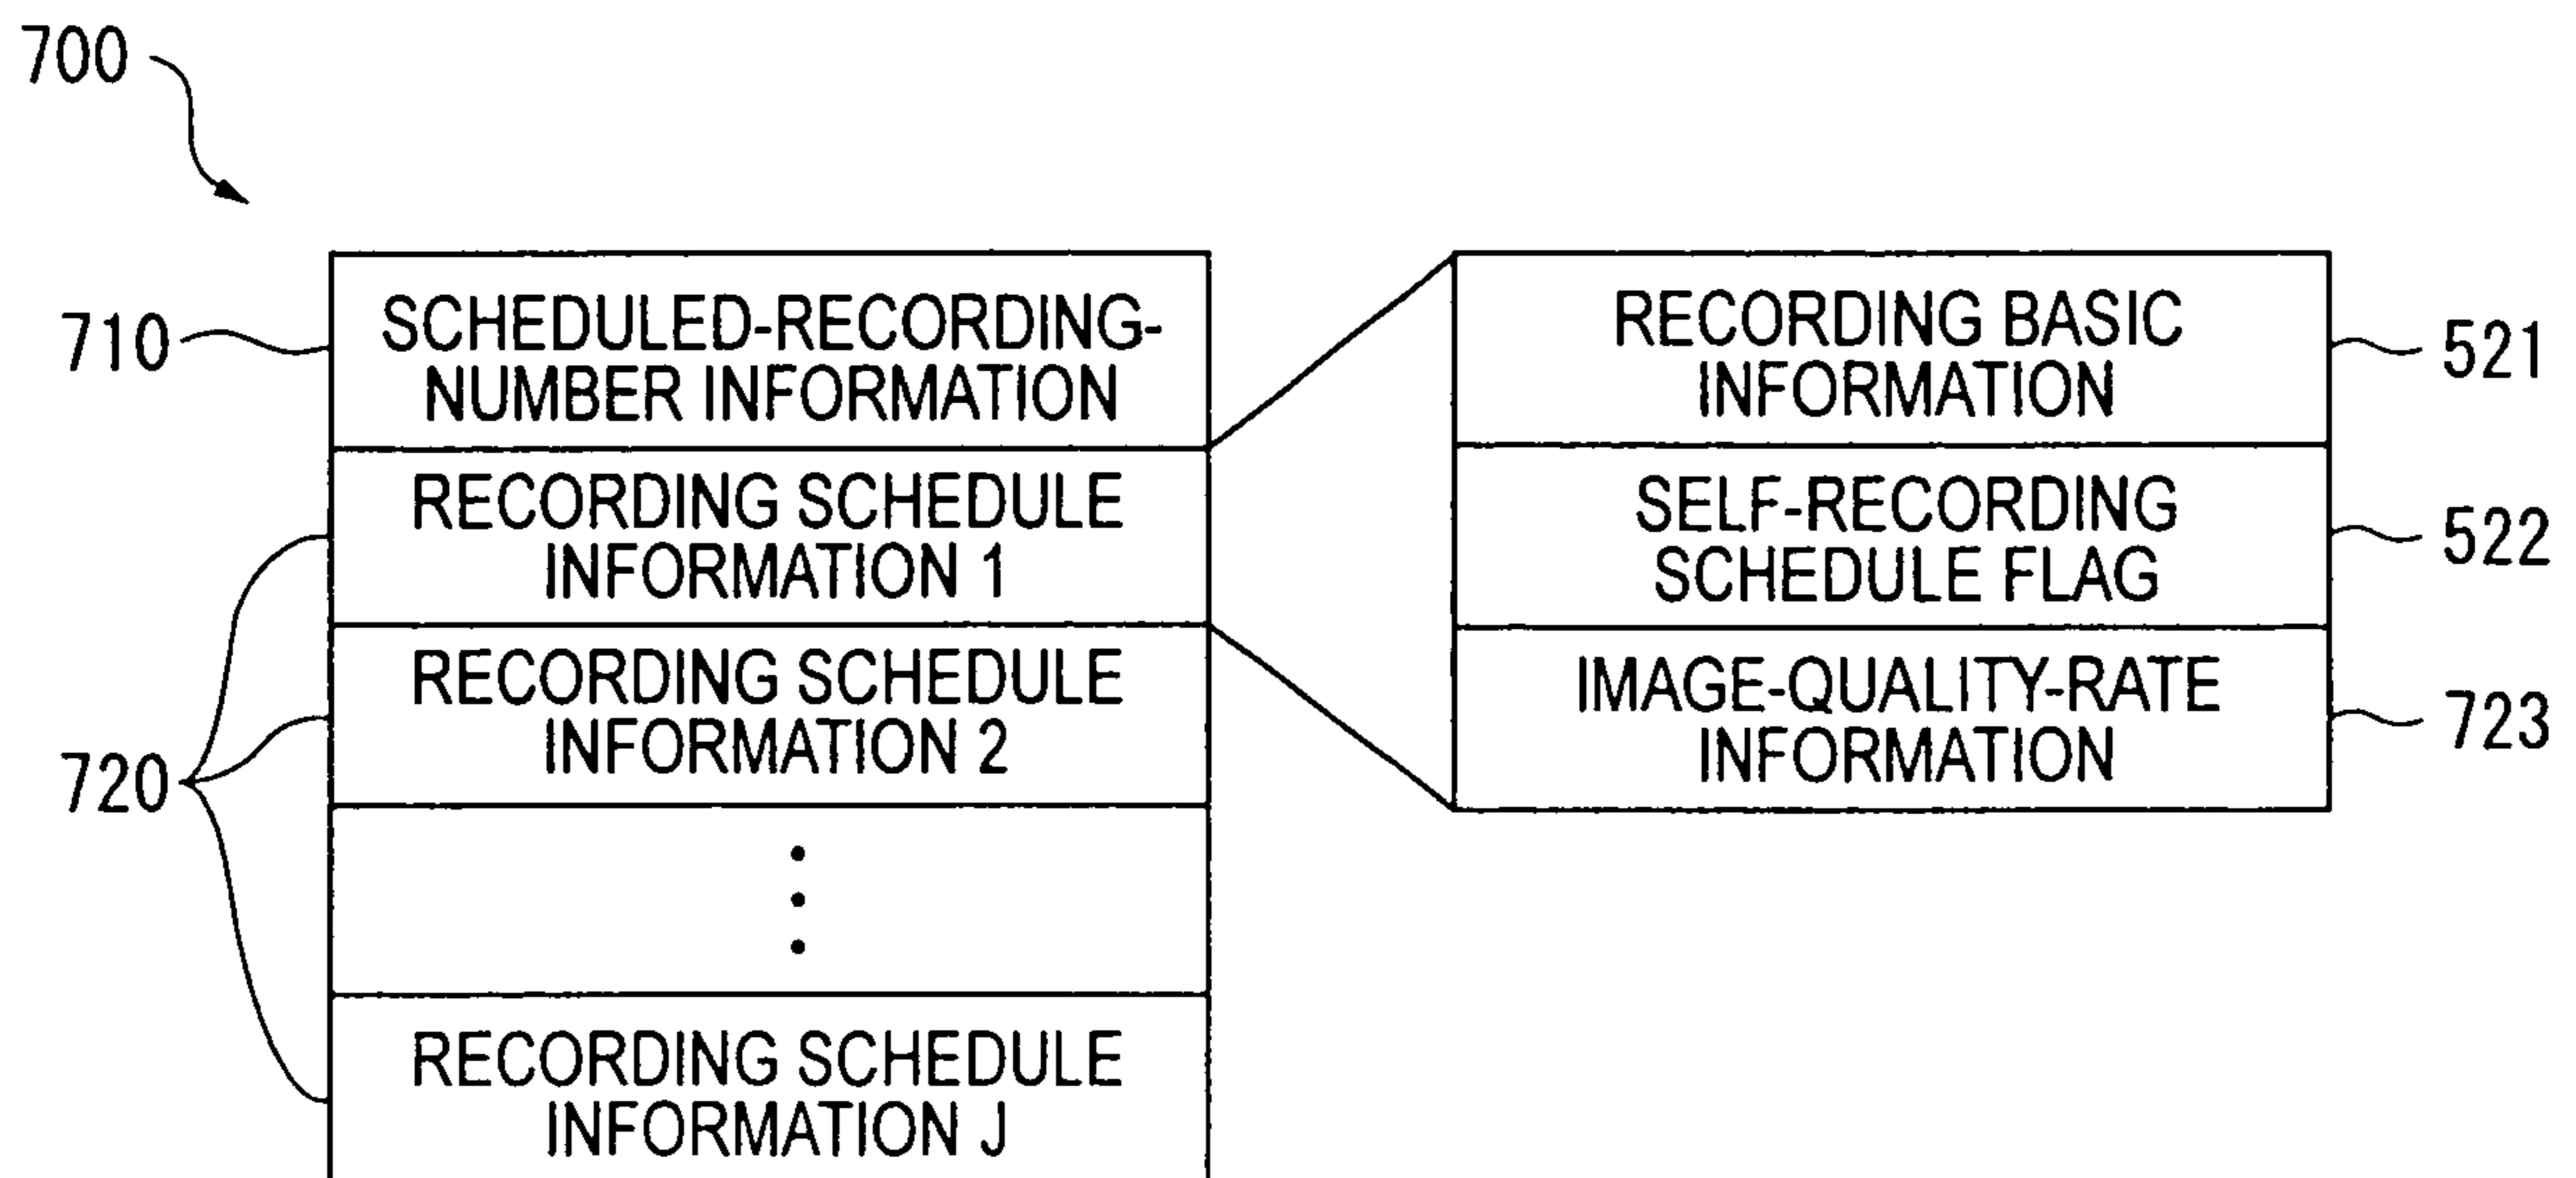 700
710
SCHEDULED-RECORDING-
NUMBER INFORMATION
RECORDING SCHEDULE
INFORMATION 1
RECORDING SCHEDULE
INFORMATION 2
720
RECORDING SCHEDULE
INFORMATION J
RECORDING BASIC
INFORMATION
521
SELF-RECORDING
SCHEDULE FLAG
522
IMAGE-QUALITY-RATE
INFORMATION
723